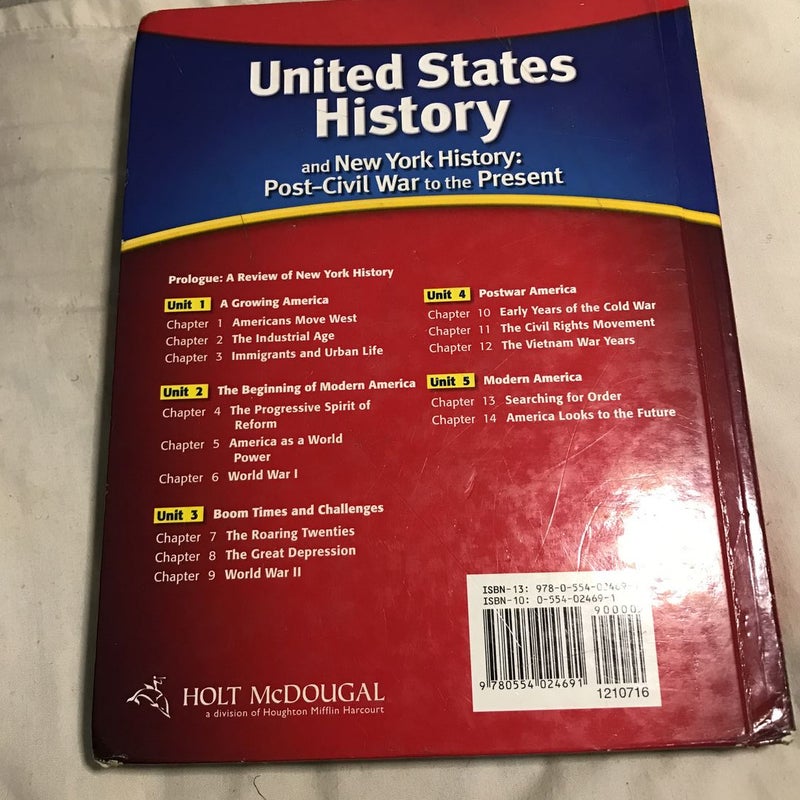 United States
History
and New York History:
Post-Civil War to the Present
Prologue: A Review of New York History
Unit 1 A Growing America
Chapter 1 Americans Move West
Chapter 2 The Industrial Age
Chapter 3 Immigrants and Urban Life
Unit 2 The Beginning of Modern America
Chapter 4 The Progressive Spirit of
Reform
Chapter 5 America as a World
Power
Chapter 6 World War I
Unit 3 Boom Times and Challenges
Chapter 7 The Roaring Twenties
Chapter 8 The Great Depression
Chapter 9 World War II
Unit 4 Postwar America
Chapter 10 Early Years of the Cold War
Chapter 11 The Civil Rights Movement
Chapter 12 The Vietnam War Years
Unit 5 Modern America
Chapter 13 Searching for Order
Chapter 14 America Looks to the Future
ISBN-13: 978-0-554-02469-
ISBN-10: 0-554-02469-1
90000
9 780554 024691
1210716
HOLT McDOUGAL
a division of Houghton Mifflin Harcourt